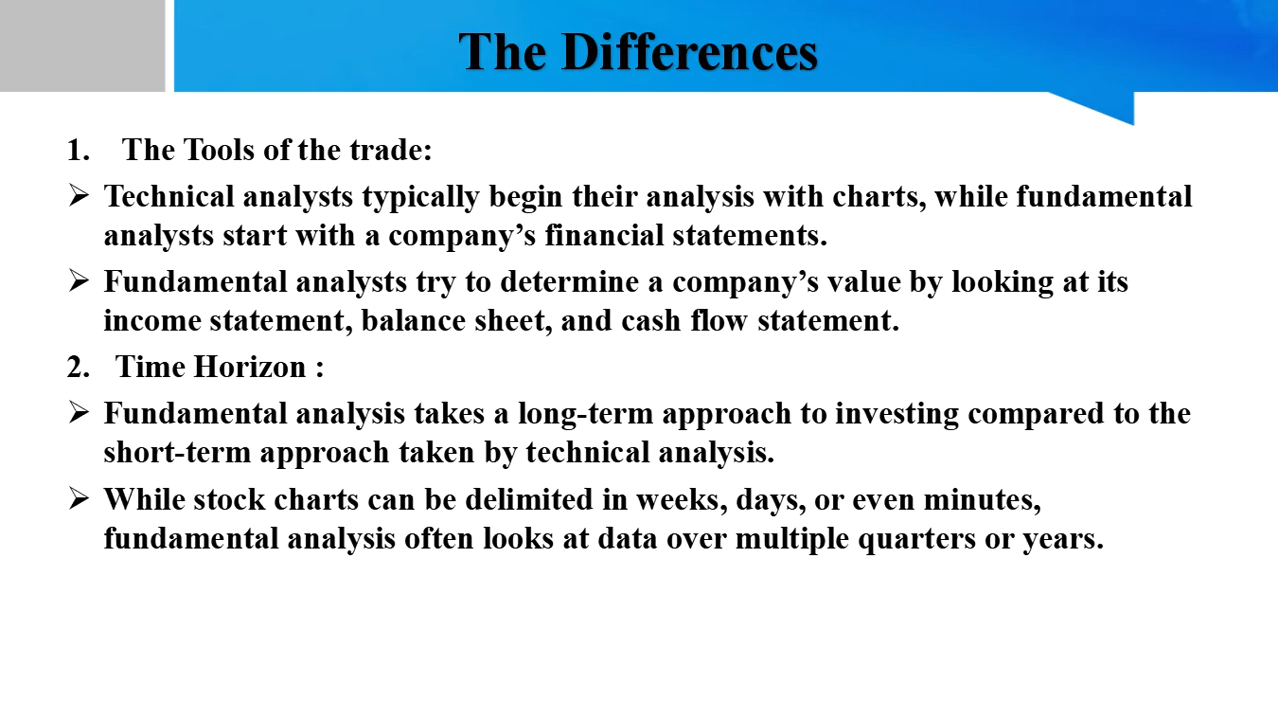 The Differences
1. The Tools of the trade:
➢ Technical analysts typically begin their analysis with charts, while fundamental
analysts start with a company’s financial statements.
➢ Fundamental analysts try to determine a company’s value by looking at its
income statement, balance sheet, and cash flow statement.
2. Time Horizon :
➢ Fundamental analysis takes a long-term approach to investing compared to the
short-term approach taken by technical analysis.
➢ While stock charts can be delimited in weeks, days, or even minutes,
fundamental analysis often looks at data over multiple quarters or years.